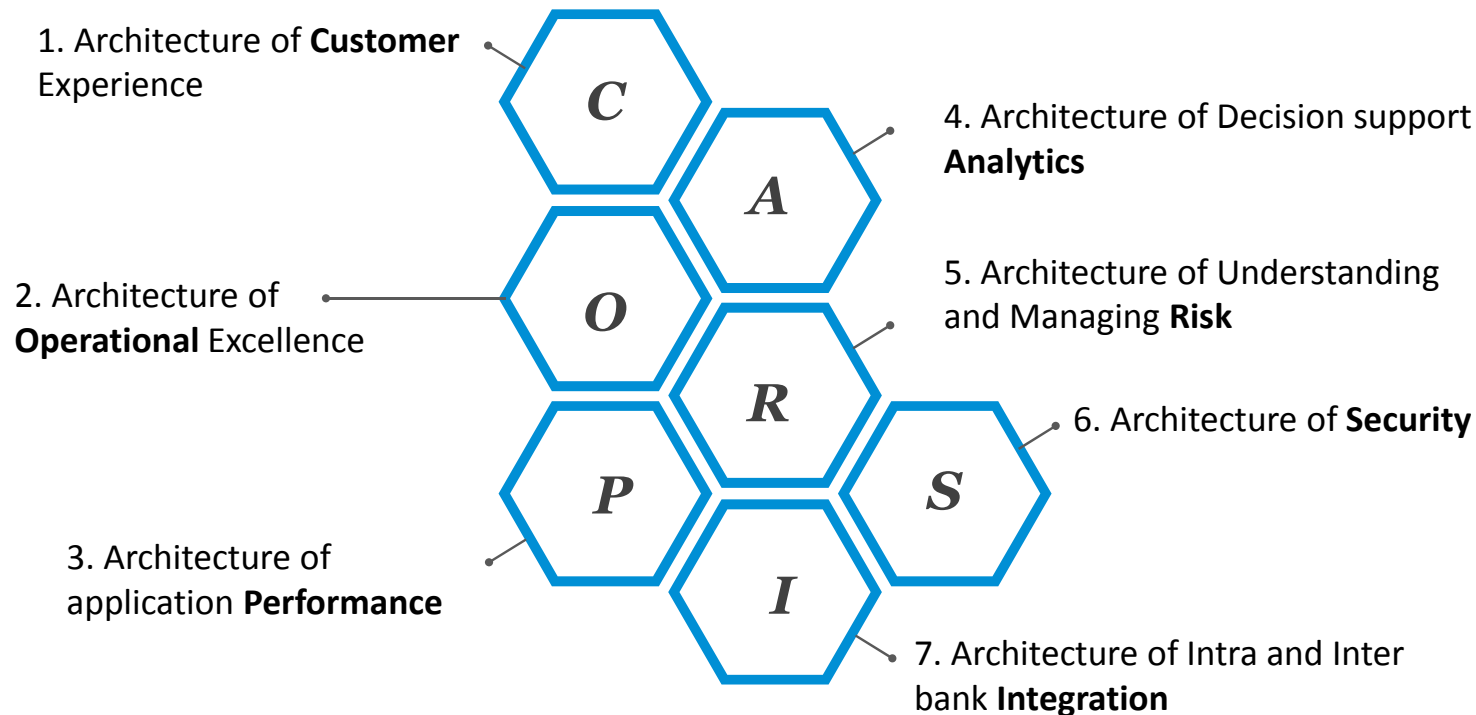 1. Architecture of Customer
Experience
C
4. Architecture of Decision support
Analytics
A
2. Architecture of
Operational Excellence
O
5. Architecture of Understanding
and Managing Risk
R
6. Architecture of Security
S
3. Architecture of
application Performance
P
I
7. Architecture of Intra and Inter
bank Integration